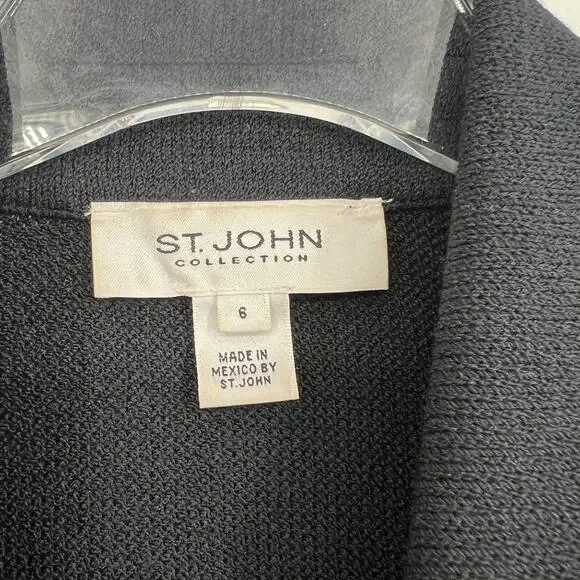 ST. JOHN
COLLECTION
6
MADE IN
MEXICO BY
ST.JOHN